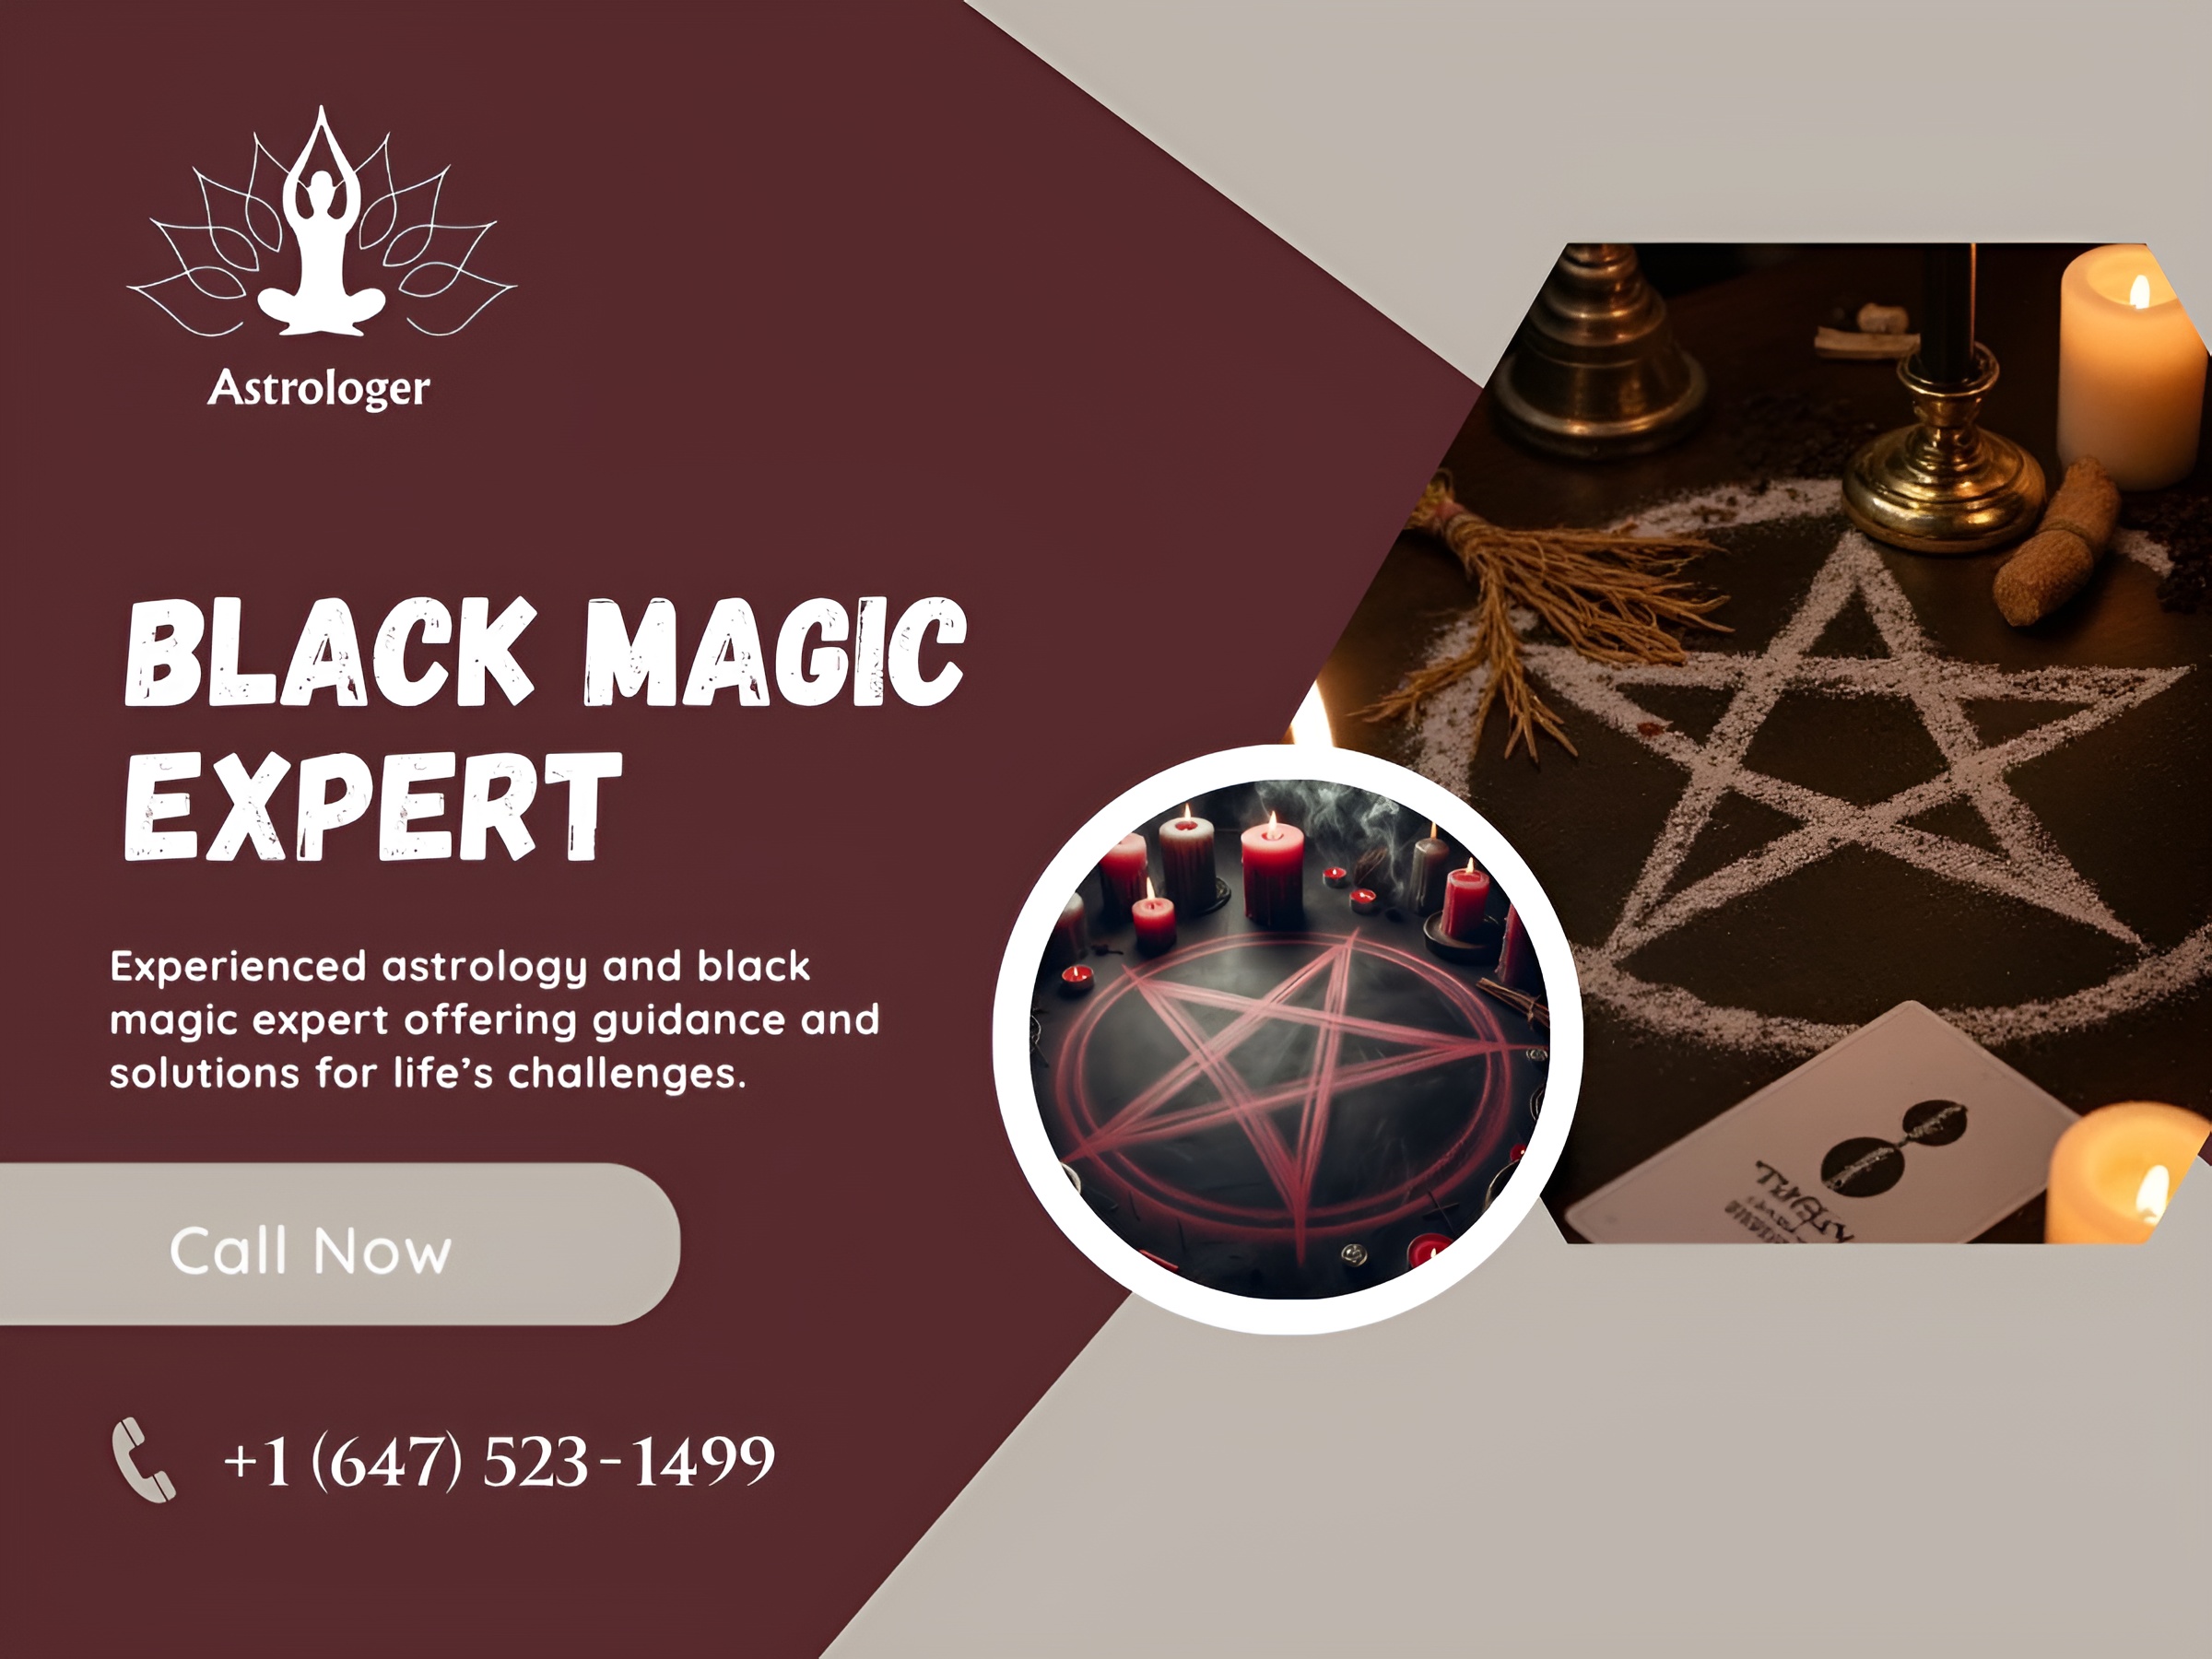 Astrologer
BLACK MAGIC
EXPERT
Experienced astrology and black
magic expert offering guidance and
solutions for life’s challenges.
Call Now
+1 (647) 523-1499